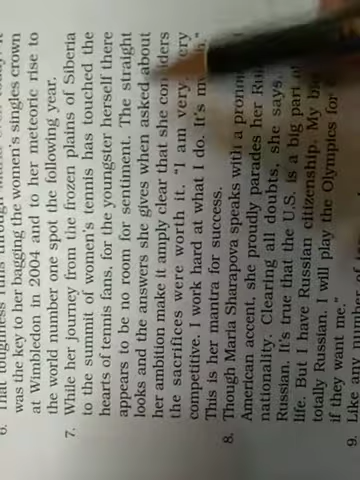 6. That toughness runs through
was the key to her bagging the women's singles crown
at Wimbledon in 2004 and to her meteoric rise to
the world number one spot the following year.
7. While her journey from the frozen plains of Siberia
to the summit of women's tennis has touched the
hearts of tennis fans, for the youngster herself there
appears to be no room for sentiment. The straight
looks and the answers she gives when asked about
her ambition make it amply clear that she considers
the sacrifices were worth it. "I am very, very
competitive. I work hard at what I do. It's my
This is her mantra for success.
8. Though Maria Sharapova speaks with a
American accent, she proudly parades her
nationality. Clearing all doubts, she says,
Russian. It's true that the U.S. is a big part of
life. But I have Russian citizenship. My
totally Russian. I will play the Olympics for
if they want me."
9. Like any number of